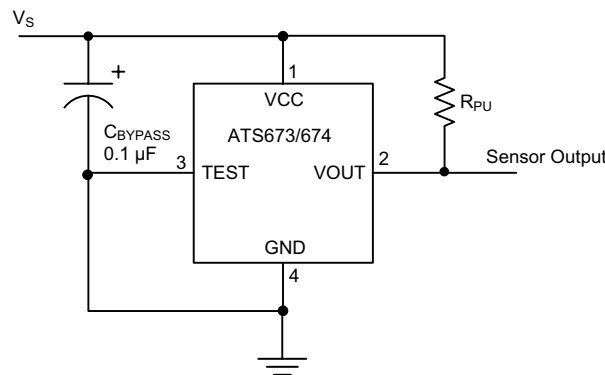 VS
+
1
VCC
CBYPASS
0.1 µF
ATS673/674
RPU
3
TEST
VOUT
2
Sensor Output
GND
4